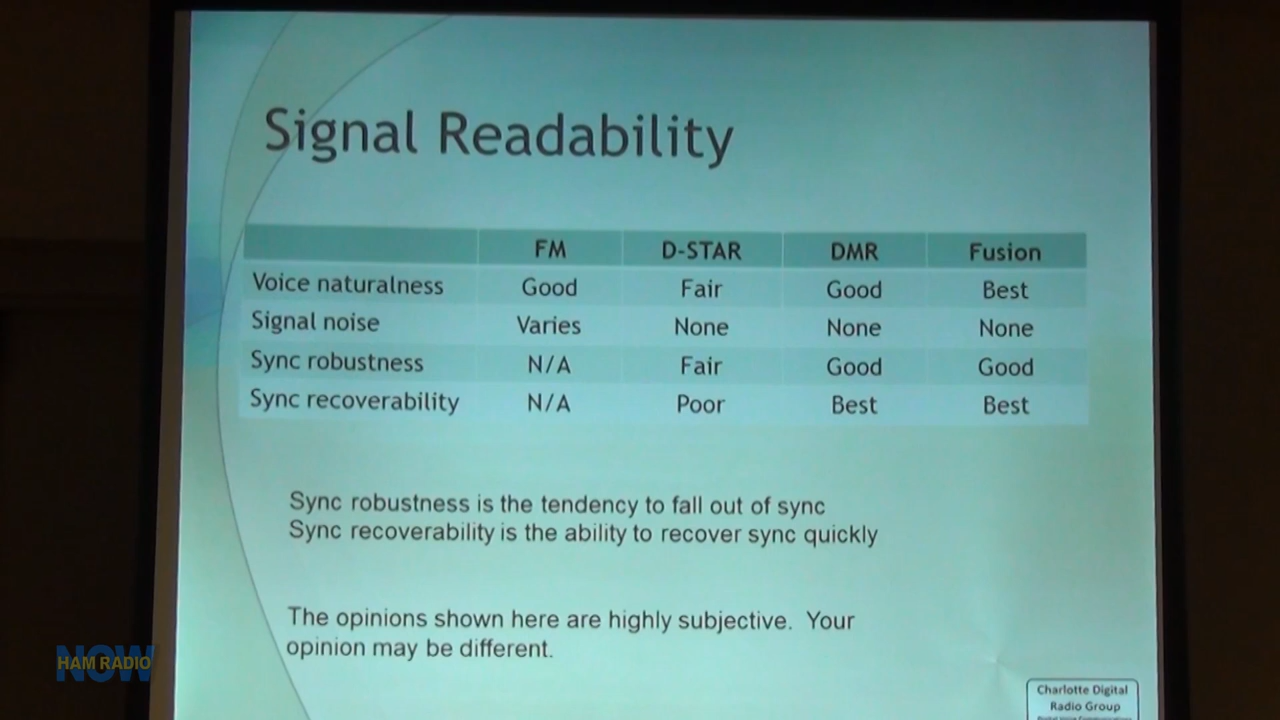 Signal Readability
FM D-STAR DMR Fusion
Voice naturalness Good Fair Good Best
Signal noise Varies None None None
Sync robustness N/A Fair Good Good
Sync recoverability N/A Poor Best Best
Sync robustness is the tendency to fall out of sync
Sync recoverability is the ability to recover sync quickly
The opinions shown here are highly subjective. Your
opinion may be different.
NOW
HAM RADIO
Charlotte Digital
Radio Group